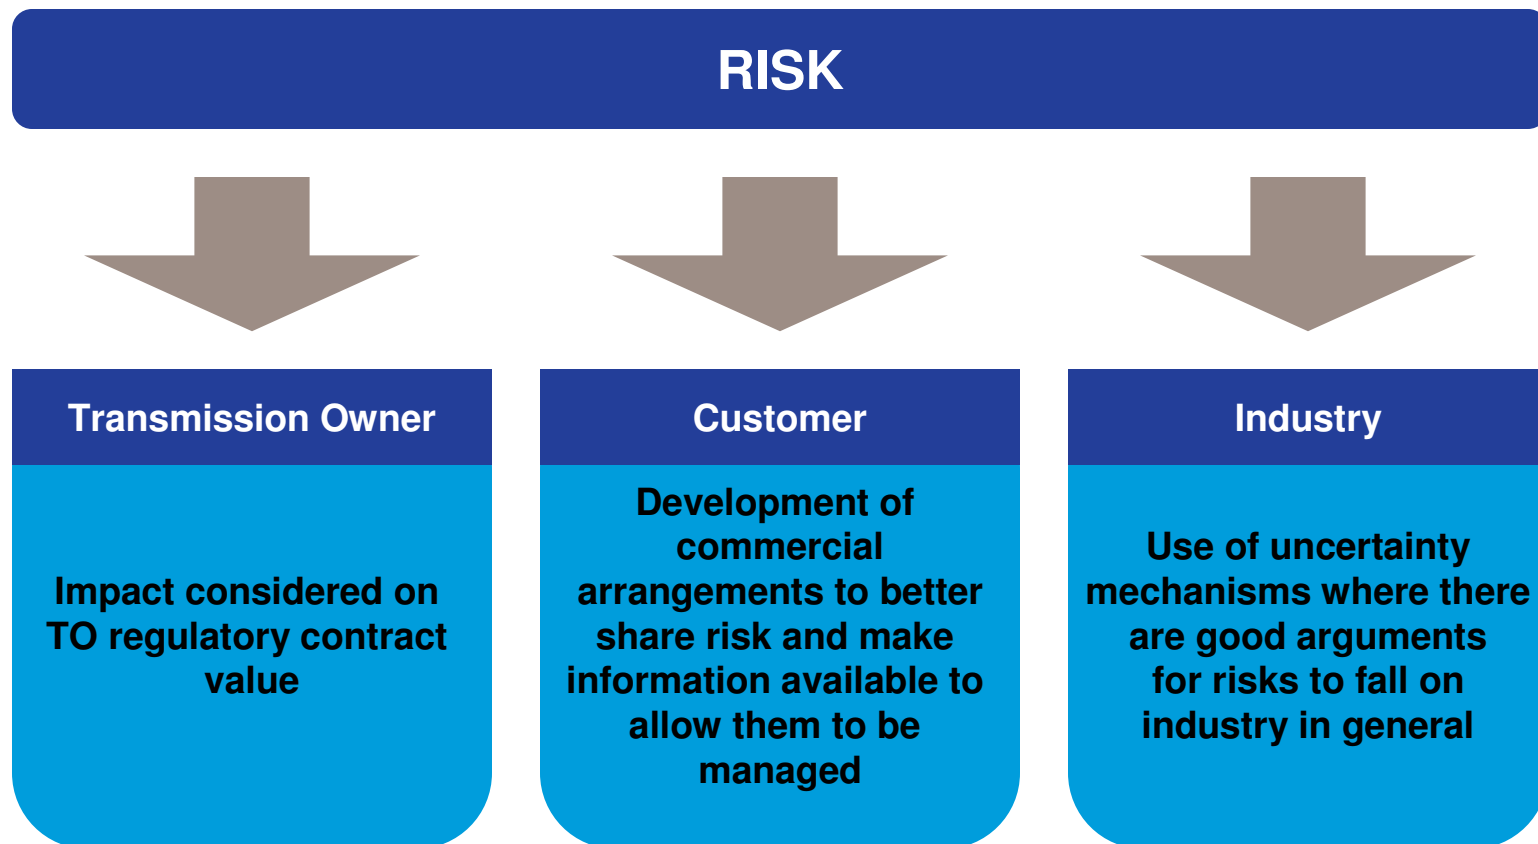 RISK
Transmission Owner
Impact considered on
TO regulatory contract
value
Customer
Development of
commercial
arrangements to better
share risk and make
information available to
allow them to be
managed
Industry
Use of uncertainty
mechanisms where there
are good arguments
for risks to fall on
industry in general